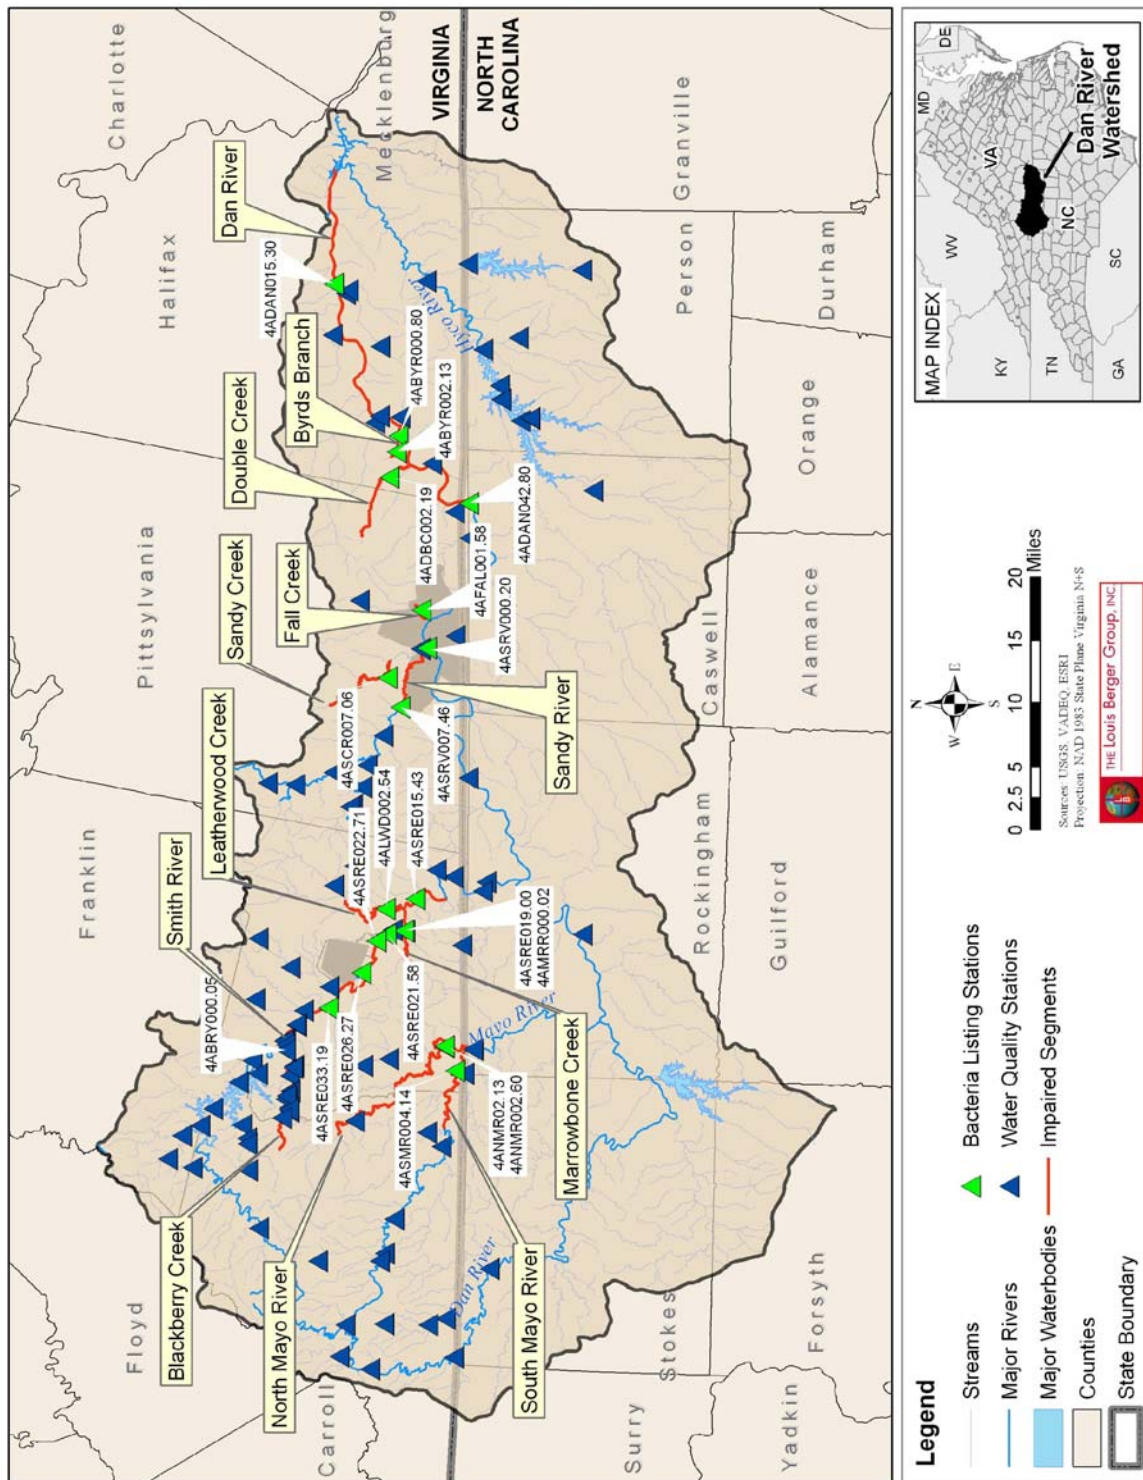 Floyd
Franklin
Pittsylvania
Halifax
Charlotte
Carroll
Mecklenburg
Surry
Stokes
Rockingham
Caswell
Person
Granville
Yadkin
Forsyth
Guilford
Alamance
Orange
Durham
VIRGINIA
NORTH
CAROLINA
Blackberry Creek
North Mayo River
South Mayo River
Smith River
Leatherwood Creek
Marrowbone Creek
Sandy Creek
Fall Creek
Sandy River
Double Creek
Byrds Branch
Dan River
Dan River
Mayo River
Hyco River
4ABRY000.05
4ASRE033.19
4ASRE026.27
4ASRE021.58
4ASMR004.14
4ANMR02.13
4ANMR002.60
4ASRE022.71
4ALWD002.54
4ASRE015.43
4ASRE019.00
4AMRR000.02
4ASCR007.06
4ASRV007.46
4ASRV000.20
4AFAL001.58
4ADAN042.80
4ADBC002.19
4ABYR002.13
4ABYR000.80
4ADAN015.30
Legend
Streams
Major Rivers
Major Waterbodies
Counties
State Boundary
Bacteria Listing Stations
Water Quality Stations
Impaired Segments
N
W
E
S
0 2.5 5 10 15 20
Miles
Sources: USGS, VADEQ, ESRI
Projection: NAD 1983 State Plane Virginia N+S
THE Louis Berger Group, INC.
MAP INDEX
WV
MD
DE
KY
VA
TN
NC
GA
SC
Dan River
Watershed